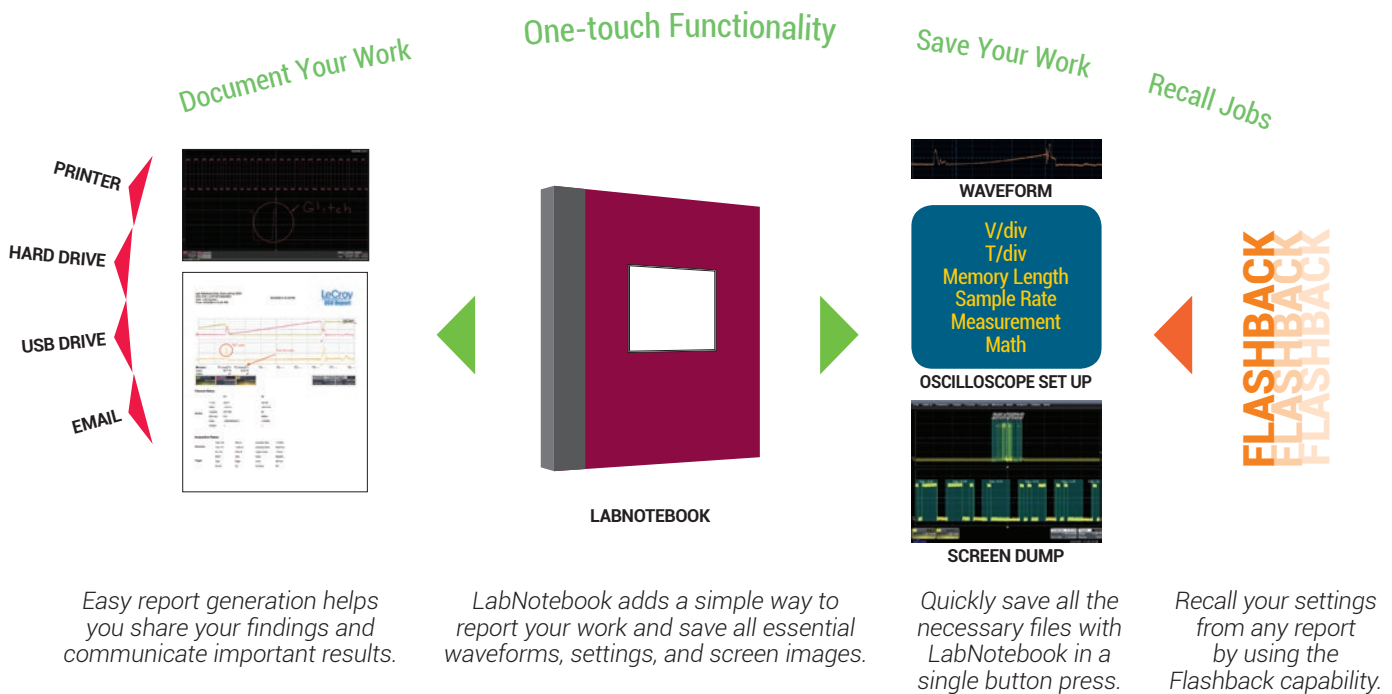 Document Your Work
One-touch Functionality
Save Your Work
Recall Jobs
PRINTER
HARD DRIVE
USB DRIVE
EMAIL
Glitch
LeCroy
LABNOTEBOOK
WAVEFORM
V/div
T/div
Memory Length
Sample Rate
Measurement
Math
OSCILLOSCOPE SET UP
SCREEN DUMP
FLASHBACK
FLASHBACK
FLASHBACK
Easy report generation helps
you share your findings and
communicate important results.
LabNotebook adds a simple way to
report your work and save all essential
waveforms, settings, and screen images.
Quickly save all the
necessary files with
LabNotebook in a
single button press.
Recall your settings
from any report
by using the
Flashback capability.